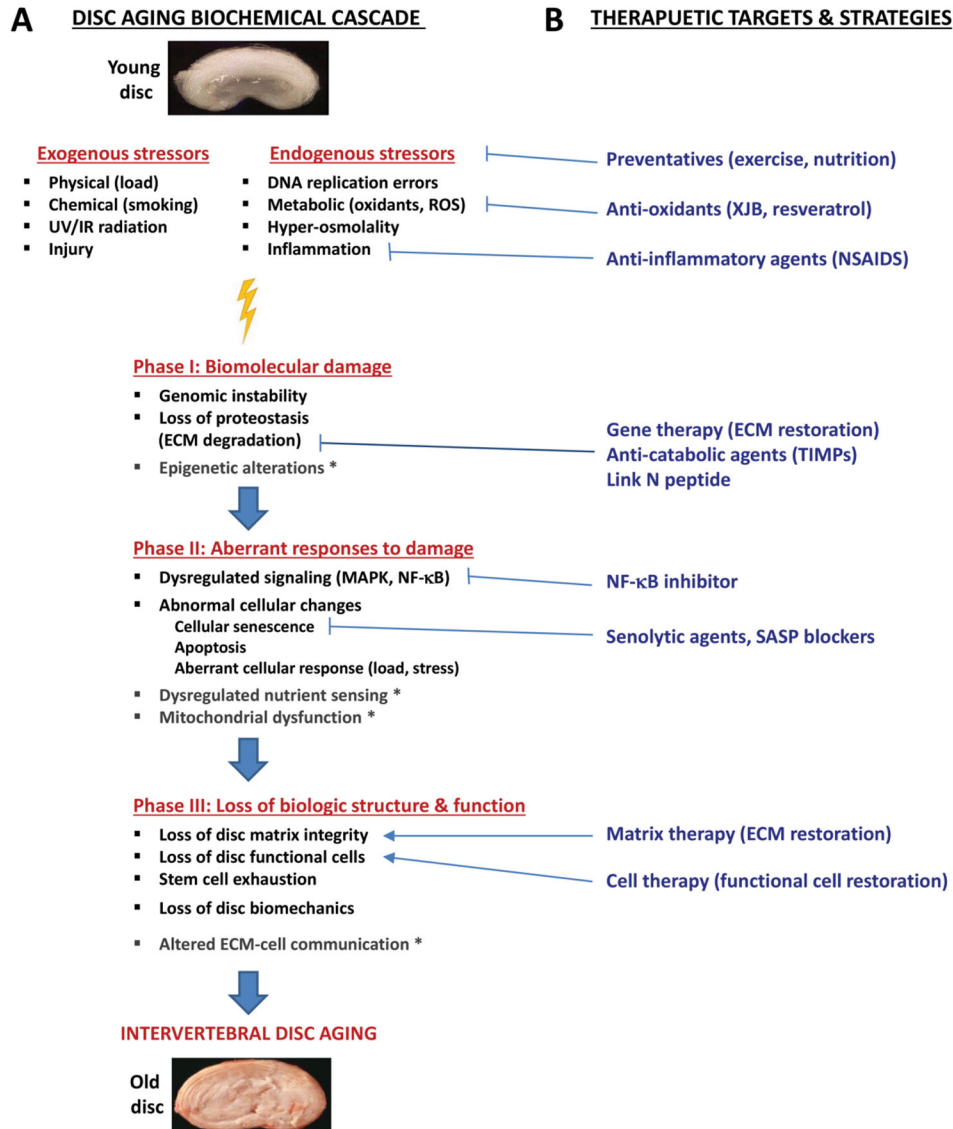 A DISC AGING BIOCHEMICAL CASCADE
B THERAPUETIC TARGETS & STRATEGIES
Young
disc
Exogenous stressors
▪ Physical (load)
▪ Chemical (smoking)
▪ UV/IR radiation
▪ Injury
Endogenous stressors
▪ DNA replication errors
▪ Metabolic (oxidants, ROS)
▪ Hyper-osmolality
▪ Inflammation
Preventatives (exercise, nutrition)
Anti-oxidants (XJB, resveratrol)
Anti-inflammatory agents (NSAIDS)
Phase I: Biomolecular damage
▪ Genomic instability
▪ Loss of proteostasis
(ECM degradation)
▪ Epigenetic alterations *
Gene therapy (ECM restoration)
Anti-catabolic agents (TIMPs)
Link N peptide
Phase II: Aberrant responses to damage
▪ Dysregulated signaling (MAPK, NF-κB)
▪ Abnormal cellular changes
Cellular senescence
Apoptosis
Aberrant cellular response (load, stress)
▪ Dysregulated nutrient sensing *
▪ Mitochondrial dysfunction *
NF-κB inhibitor
Senolytic agents, SASP blockers
Phase III: Loss of biologic structure & function
▪ Loss of disc matrix integrity
▪ Loss of disc functional cells
▪ Stem cell exhaustion
▪ Loss of disc biomechanics
▪ Altered ECM-cell communication *
Matrix therapy (ECM restoration)
Cell therapy (functional cell restoration)
INTERVERTEBRAL DISC AGING
Old
disc